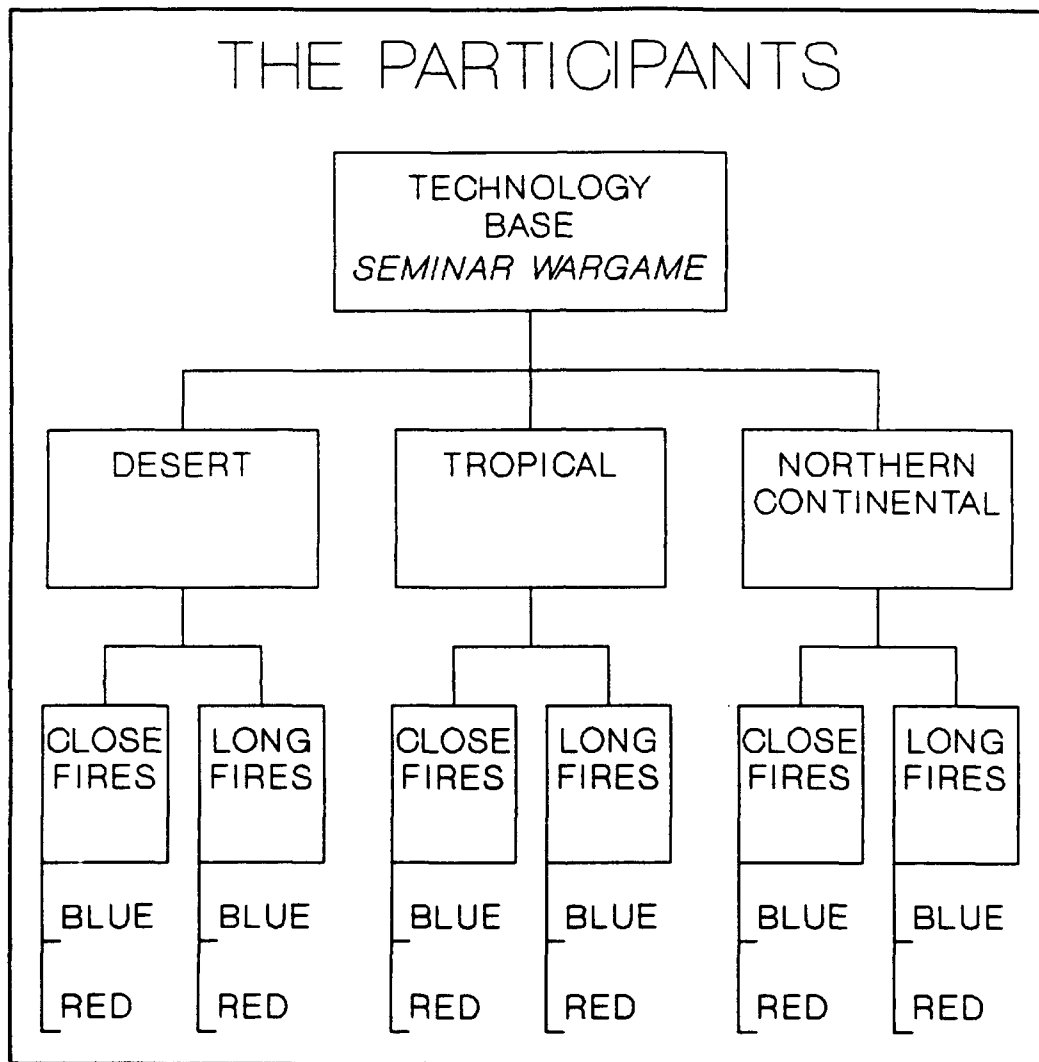 THE PARTICIPANTS
TECHNOLOGY
BASE
SEMINAR WARGAME
DESERT
TROPICAL
NORTHERN
CONTINENTAL
CLOSE
FIRES
LONG
FIRES
CLOSE
FIRES
LONG
FIRES
CLOSE
FIRES
LONG
FIRES
BLUE
BLUE
BLUE
BLUE
BLUE
BLUE
RED
RED
RED
RED
RED
RED